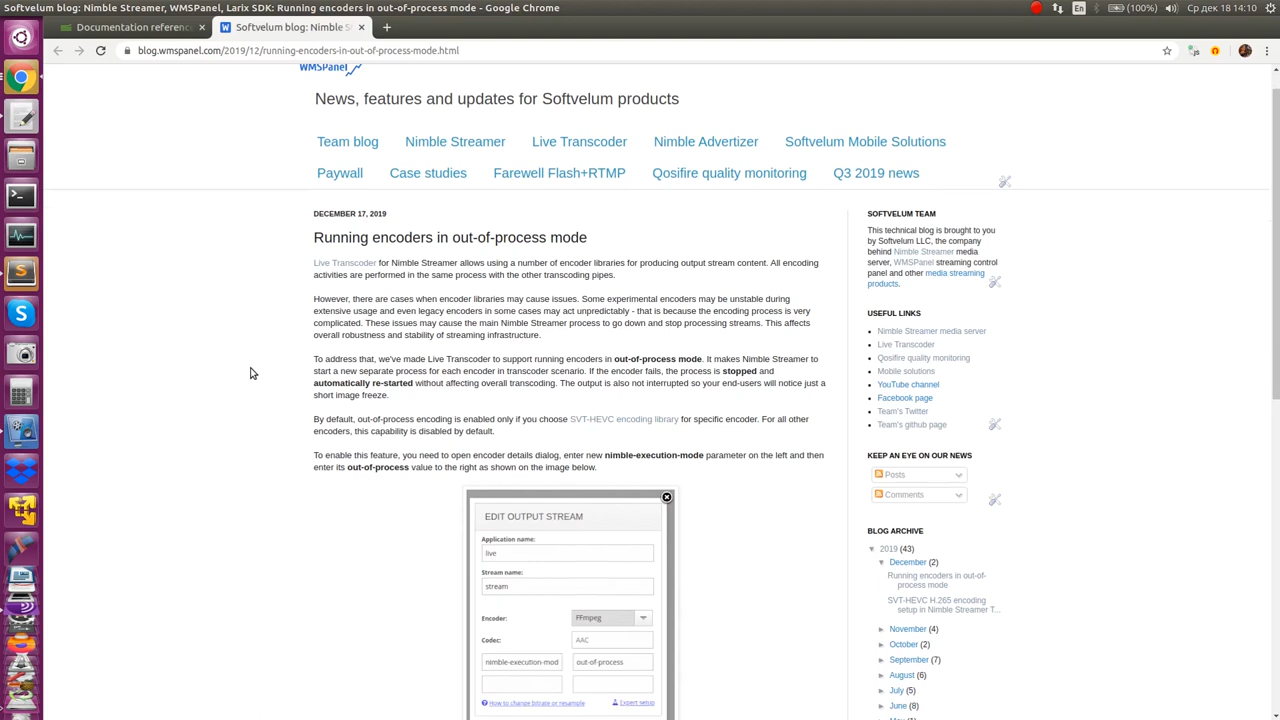 Softvelum blog: Nimble Streamer, WMSPanel, Larix SDK: Running encoders in out-of-process mode - Google Chrome
En
(100%)
Ср дек 18 14:10
Documentation reference
Softvelum blog: Nimble St
blog.wmspanel.com/2019/12/running-encoders-in-out-of-process-mode.html
WMSPanel
News, features and updates for Softvelum products
Team blog Nimble Streamer Live Transcoder Nimble Advertizer Softvelum Mobile Solutions
Paywall Case studies Farewell Flash+RTMP Qosifire quality monitoring Q3 2019 news
DECEMBER 17, 2019
Running encoders in out-of-process mode
Live Transcoder for Nimble Streamer allows using a number of encoder libraries for producing output stream content. All encoding
activities are performed in the same process with the other transcoding pipes.
However, there are cases when encoder libraries may cause issues. Some experimental encoders may be unstable during
extensive usage and even legacy encoders in some cases may act unpredictably - that is because the encoding process is very
complicated. These issues may cause the main Nimble Streamer process to go down and stop processing streams. This affects
overall robustness and stability of streaming infrastructure.
To address that, we've made Live Transcoder to support running encoders in out-of-process mode. It makes Nimble Streamer to
start a new separate process for each encoder in transcoder scenario. If the encoder fails, the process is stopped and
automatically re-started without affecting overall transcoding. The output is also not interrupted so your end-users will notice just a
short image freeze.
By default, out-of-process encoding is enabled only if you choose SVT-HEVC encoding library for specific encoder. For all other
encoders, this capability is disabled by default.
To enable this feature, you need to open encoder details dialog, enter new nimble-execution-mode parameter on the left and then
enter its out-of-process value to the right as shown on the image below.
EDIT OUTPUT STREAM
Application name:
live
Stream name:
stream
Encoder: FFmpeg
Codec: AAC
nimble-execution-mod out-of-process
How to change bitrate or resample Expert setup
SOFTVELUM TEAM
This technical blog is brought to you
by Softvelum LLC, the company
behind Nimble Streamer media
server, WMSPanel streaming control
panel and other media streaming
products.
USEFUL LINKS
Nimble Streamer media server
Live Transcoder
Qosifire quality monitoring
Mobile solutions
YouTube channel
Facebook page
Team's Twitter
Team's github page
KEEP AN EYE ON OUR NEWS
Posts
Comments
BLOG ARCHIVE
▼ 2019 (43)
▼ December (2)
Running encoders in out-of-
process mode
SVT-HEVC H.265 encoding
setup in Nimble Streamer T...
► November (4)
► October (2)
► September (7)
► August (6)
► July (5)
► June (8)